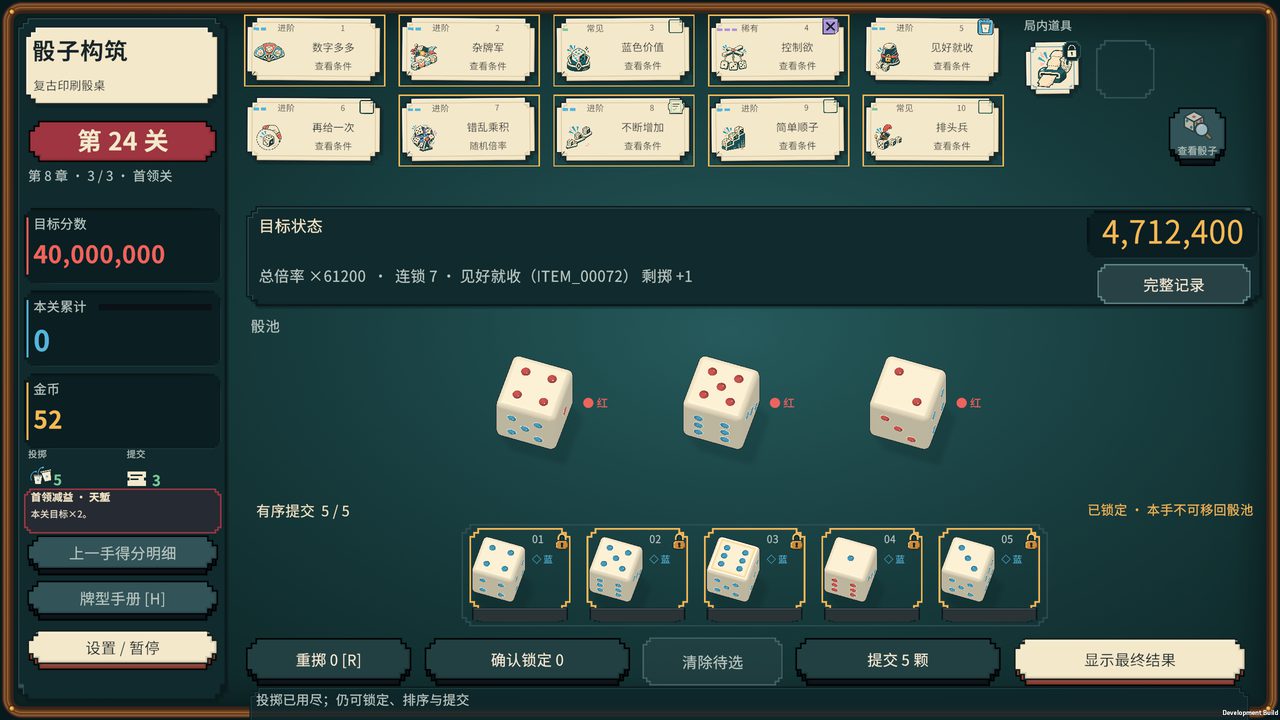 骰子构筑
复古印刷骰桌
第 24 关
第 8 章 · 3 / 3 · 首领关
目标分数
40,000,000
本关累计
0
金币
52
投掷
提交
5
3
首领减益 · 天堑
本关目标×2。
上一手得分明细
牌型手册 [H]
设置 / 暂停
进阶 1
数字多多
查看条件
进阶 2
杂牌军
查看条件
常见 3
蓝色价值
查看条件
稀有 4
控制欲
查看条件
进阶 5
见好就收
查看条件
进阶 6
再给一次
查看条件
进阶 7
错乱乘积
随机倍率
进阶 8
不断增加
查看条件
进阶 9
简单顺子
查看条件
常见 10
排头兵
查看条件
局内道具
查看骰子
目标状态
4,712,400
总倍率 ×61200 · 连锁 7 · 见好就收（ITEM_00072） 剩掷 +1
完整记录
骰池
红
红
红
有序提交 5 / 5
已锁定 · 本手不可移回骰池
01
蓝
02
蓝
03
蓝
04
蓝
05
蓝
重掷 0 [R]
确认锁定 0
清除待选
提交 5 颗
显示最终结果
投掷已用尽；仍可锁定、排序与提交
Development Build